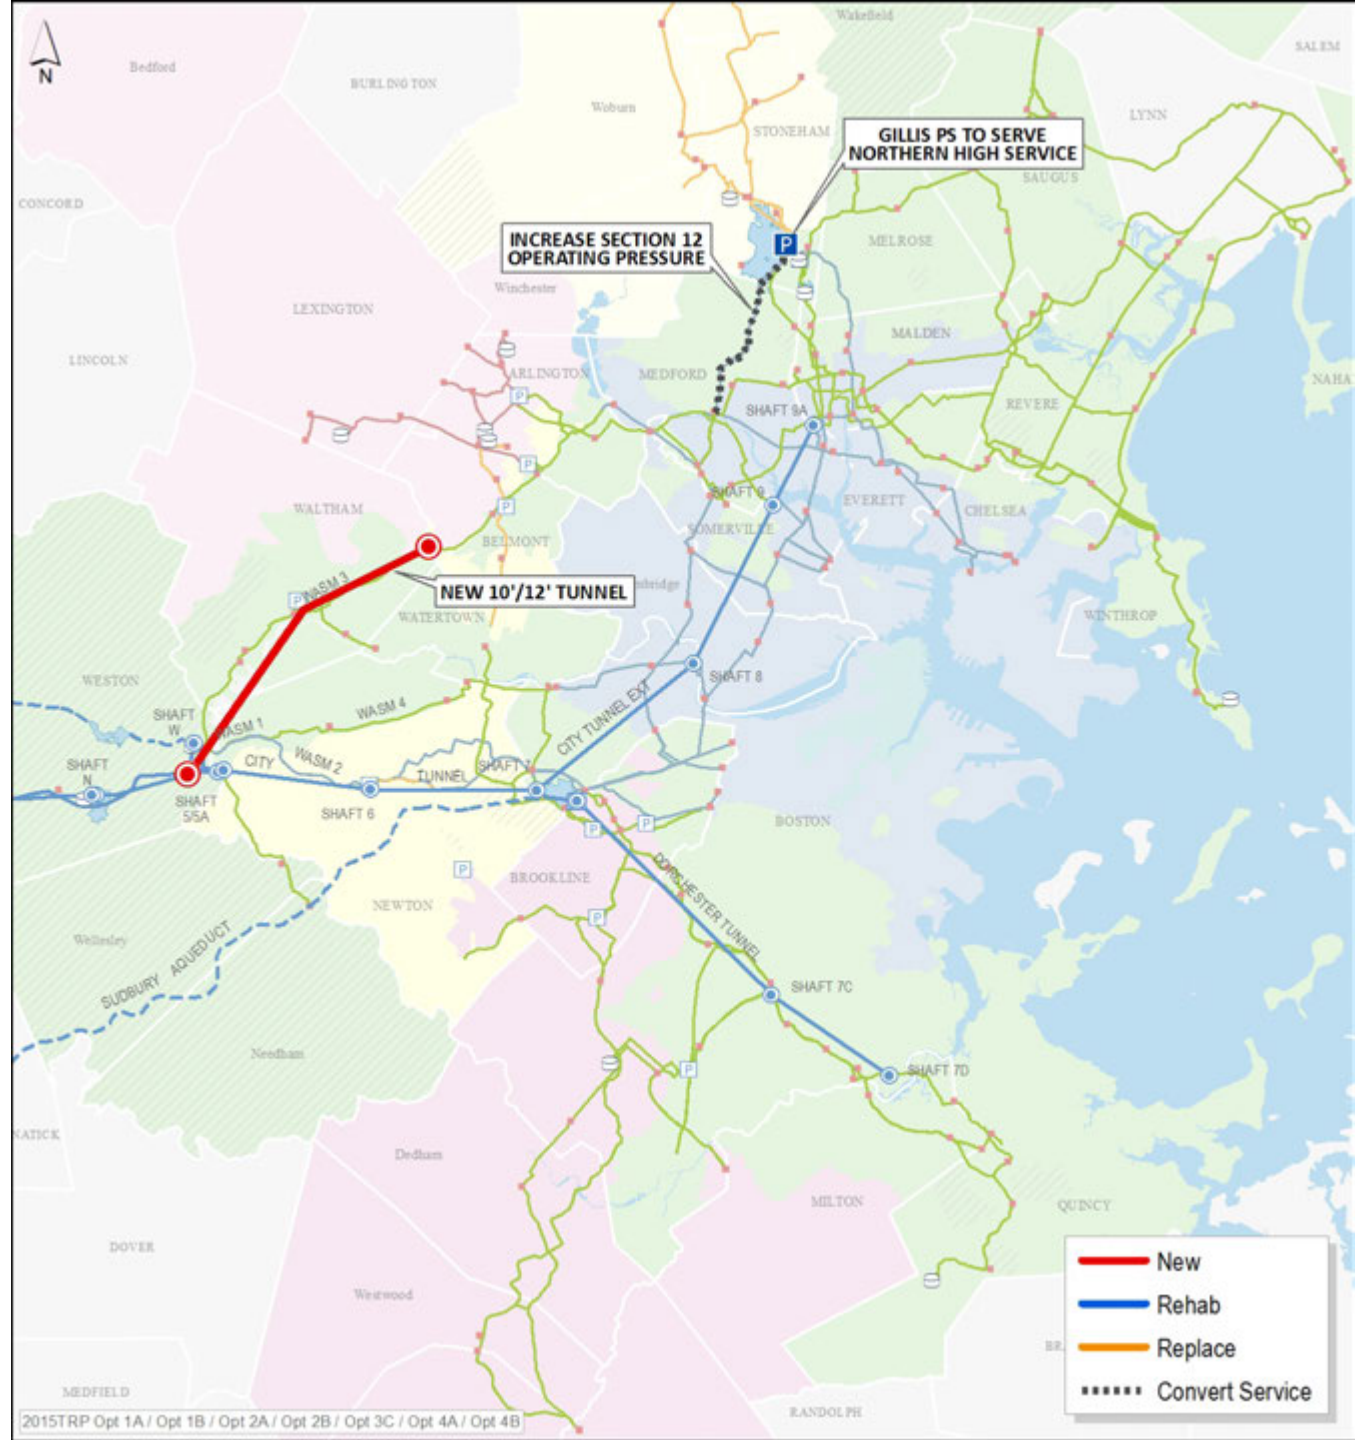 Wakefield
SALEM
N
Bedford
BURLINGTON
Woburn
STONEHAM
LYNN
GILLIS PS TO SERVE
NORTHERN HIGH SERVICE
SAUGUS
CONCORD
INCREASE SECTION 12
OPERATING PRESSURE
P
MELROSE
Winchester
LEXINGTON
LINCOLN
MALDEN
ARLINGTON
MEDFORD
NAHA
P
SHAFT 9A
REVERE
P
SHAFT 9
EVERETT
CHELSEA
WALTHAM
P
SOMERVILLE
BELMONT
WASM 3
P
NEW 10'/12' TUNNEL
mbridge
WATERTOWN
WINTHROP
WESTON
SHAFT 8
SHAFT
W
WASM 1
WASM 4
CITY TUNNEL EXT
SHAFT
N
CITY
WASM 2
TUNNEL
SHAFT 7
SHAFT
5/5A
SHAFT 6
P
P
BOSTON
P
BROOKLINE
DORCHESTER TUNNEL
NEWTON
P
Wellesley
SUDBURY AQUEDUCT
SHAFT 7C
Needham
P
SHAFT 7D
NATICK
Dedham
MILTON
QUINCY
DOVER
Westwood
New
Rehab
BR
Replace
Convert Service
MEDFIELD
RANDOLPH
2015TRP Opt 1A / Opt 1B / Opt 2A / Opt 2B / Opt 3C / Opt 4A / Opt 4B